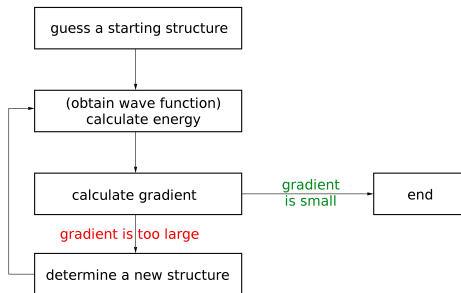 guess a starting structure
(obtain wave function)
calculate energy
calculate gradient
gradient
is small
end
gradient is too large
determine a new structure